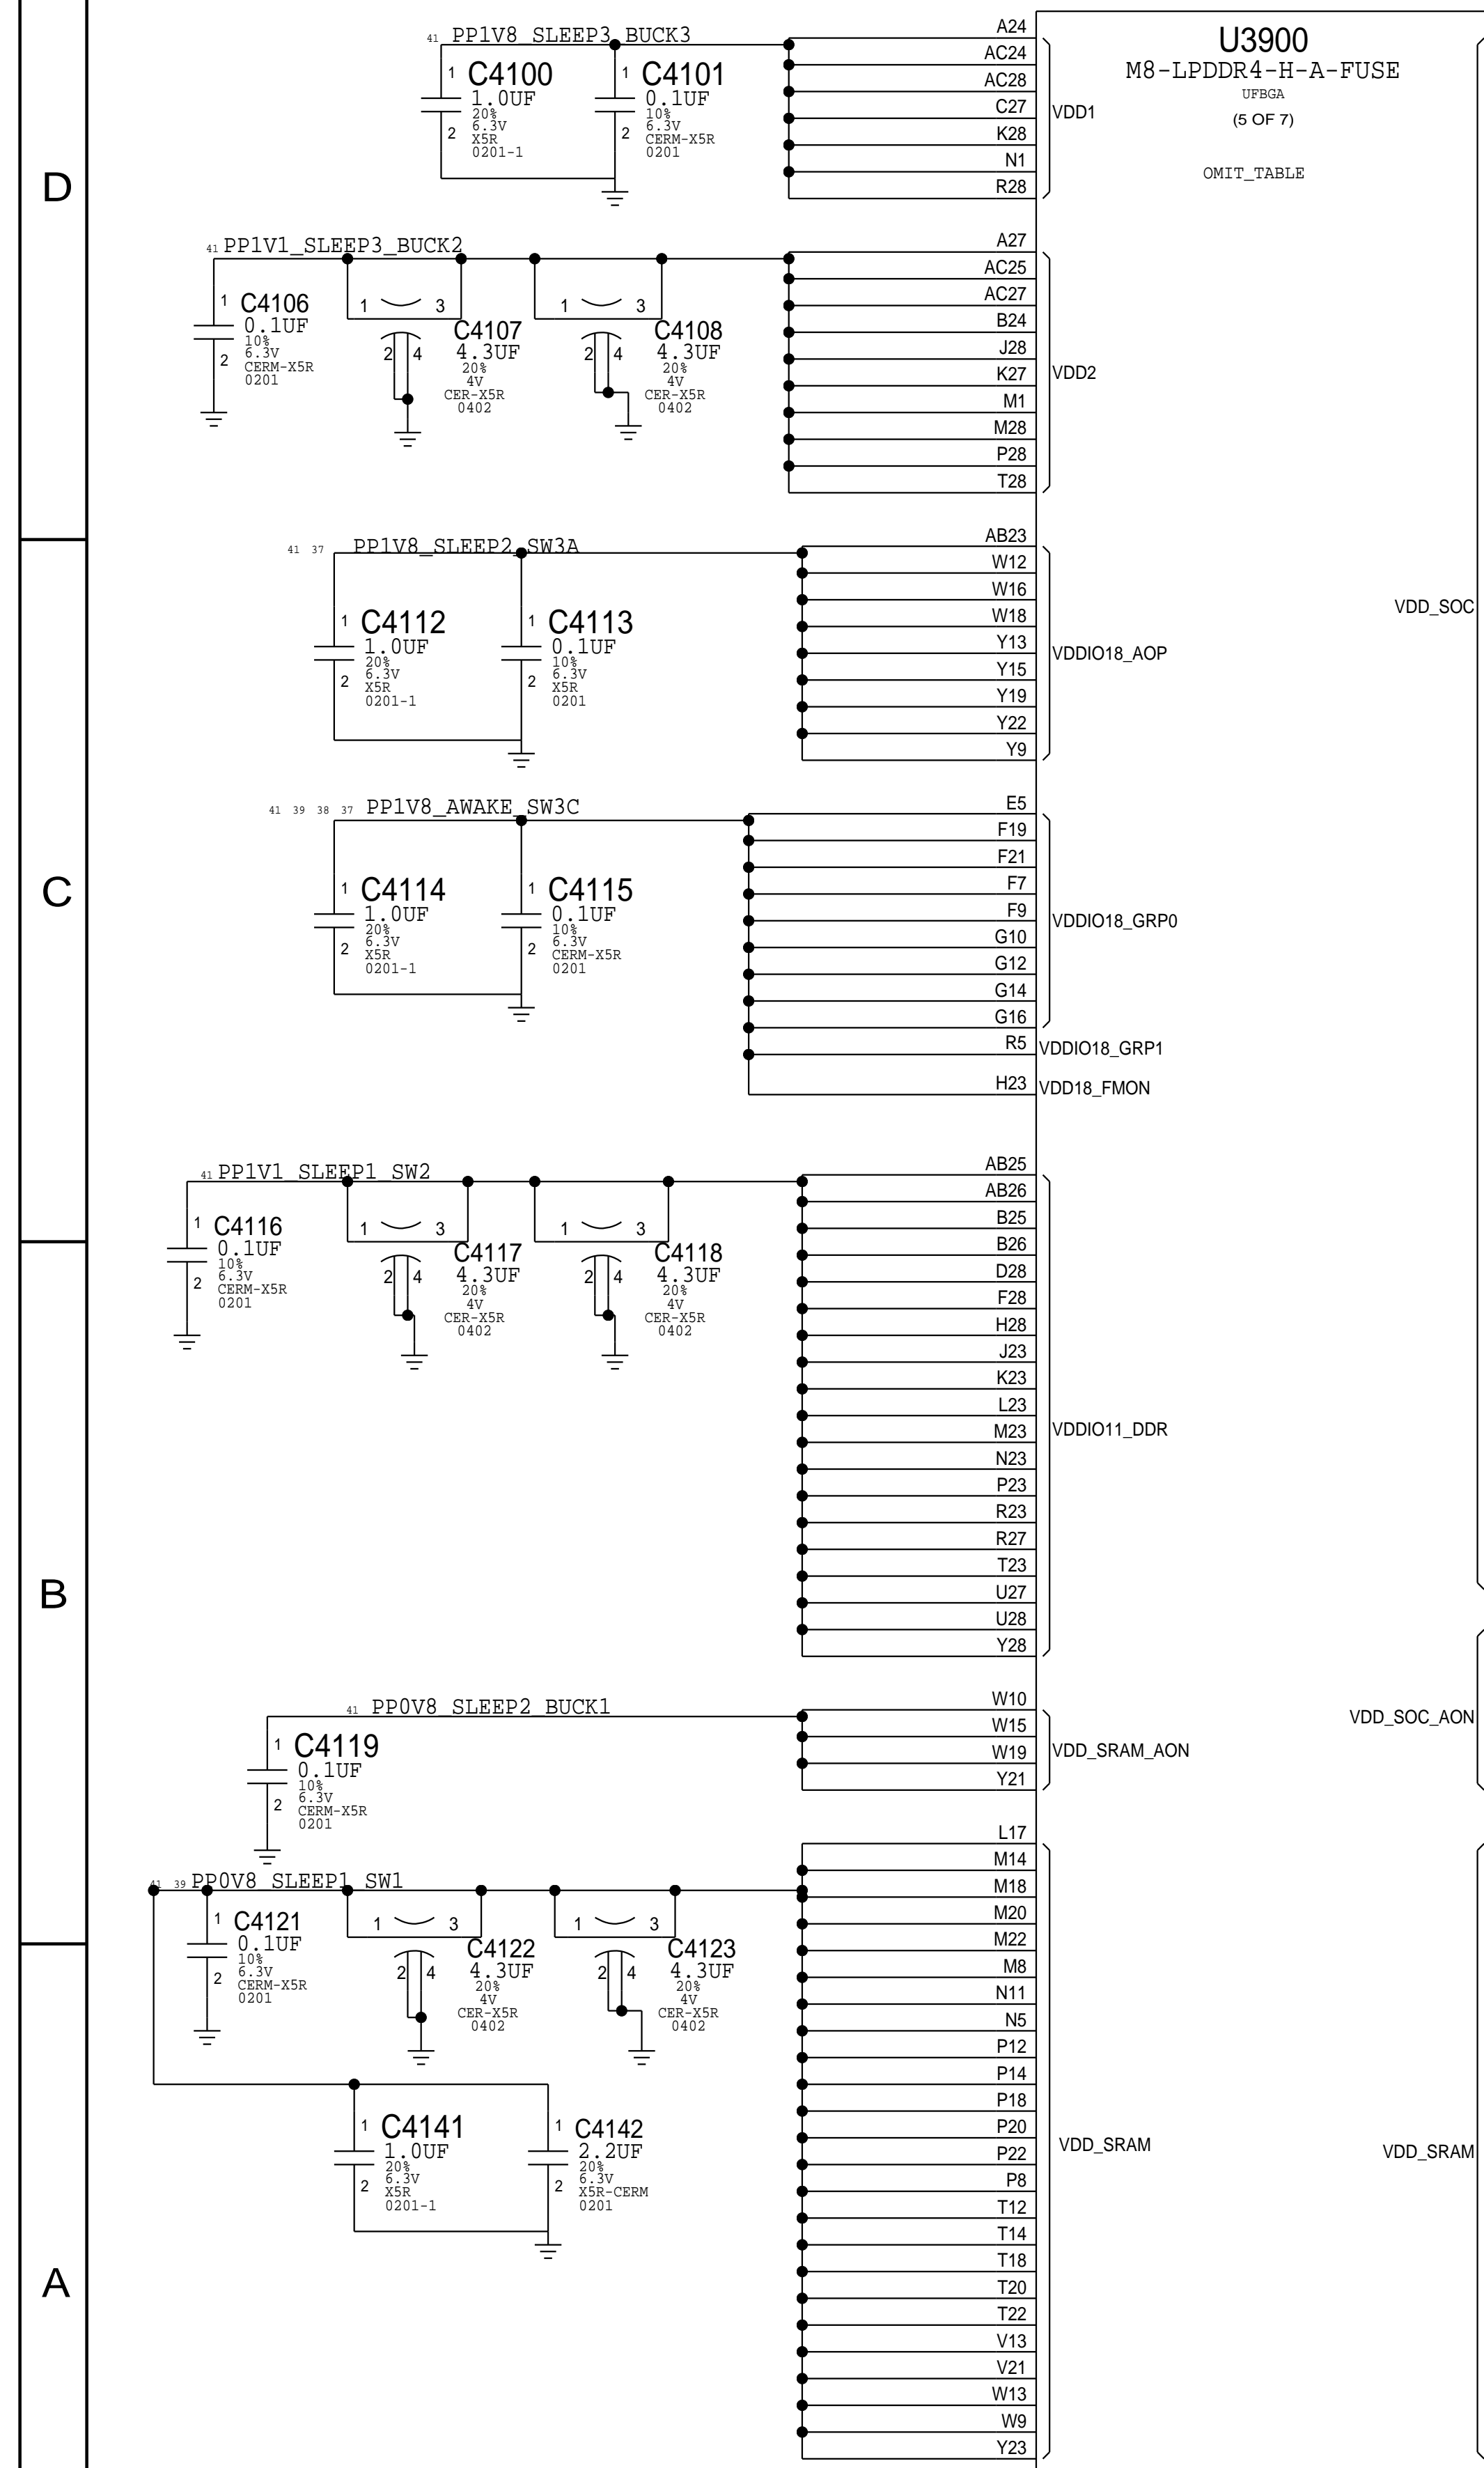 D
C
B
A
U3900
M8-LPDDR4-H-A-FUSE
UFBGA
(5 OF 7)
OMIT_TABLE
41 PP1V8_SLEEP3_BUCK3
1 C4100
1.0UF
20%
6.3V
2 X5R
0201-1
1 C4101
0.1UF
10%
6.3V
2 CERM-X5R
0201
A24
AC24
AC28
C27
K28
N1
R28
VDD1
41 PP1V1_SLEEP3_BUCK2
1 C4106
0.1UF
10%
6.3V
2 CERM-X5R
0201
1 3
2 4
C4107
4.3UF
20%
4V
CER-X5R
0402
1 3
2 4
C4108
4.3UF
20%
4V
CER-X5R
0402
A27
AC25
AC27
B24
J28
K27
M1
M28
P28
T28
VDD2
41 37 PP1V8_SLEEP2_SW3A
1 C4112
1.0UF
20%
6.3V
2 X5R
0201-1
1 C4113
0.1UF
10%
6.3V
2 X5R
0201
AB23
W12
W16
W18
Y13
Y15
Y19
Y22
Y9
VDDIO18_AOP
VDD_SOC
41 39 38 37 PP1V8_AWAKE_SW3C
1 C4114
1.0UF
20%
6.3V
2 X5R
0201-1
1 C4115
0.1UF
10%
6.3V
2 CERM-X5R
0201
E5
F19
F21
F7
F9
G10
G12
G14
G16
VDDIO18_GRP0
R5 VDDIO18_GRP1
H23 VDD18_FMON
41 PP1V1_SLEEP1_SW2
1 C4116
0.1UF
10%
6.3V
2 CERM-X5R
0201
1 3
2 4
C4117
4.3UF
20%
4V
CER-X5R
0402
1 3
2 4
C4118
4.3UF
20%
4V
CER-X5R
0402
AB25
AB26
B25
B26
D28
F28
H28
J23
K23
L23
M23
N23
P23
R23
R27
T23
U27
U28
Y28
VDDIO11_DDR
41 PP0V8_SLEEP2_BUCK1
1 C4119
0.1UF
10%
6.3V
2 CERM-X5R
0201
W10
W15
W19
Y21
VDD_SRAM_AON
VDD_SOC_AON
41 39 PP0V8_SLEEP1_SW1
1 C4121
0.1UF
10%
6.3V
2 CERM-X5R
0201
1 3
2 4
C4122
4.3UF
20%
4V
CER-X5R
0402
1 3
2 4
C4123
4.3UF
20%
4V
CER-X5R
0402
1 C4141
1.0UF
20%
6.3V
2 X5R
0201-1
1 C4142
2.2UF
20%
6.3V
2 X5R-CERM
0201
L17
M14
M18
M20
M22
M8
N11
N5
P12
P14
P18
P20
P22
P8
T12
T14
T18
T20
T22
V13
V21
W13
W9
Y23
VDD_SRAM
VDD_SRAM